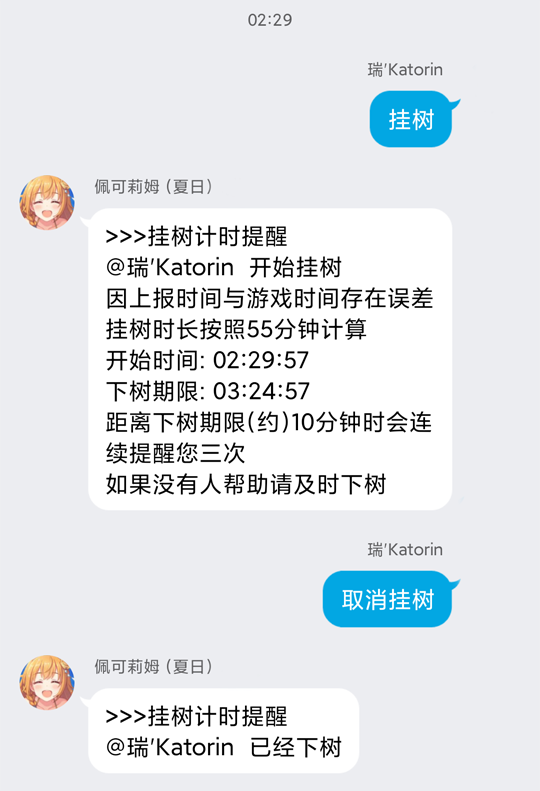 02:29
瑞'Katorin
挂树
佩可莉姆（夏日）
>>>挂树计时提醒
@瑞'Katorin 开始挂树
因上报时间与游戏时间存在误差
挂树时长按照55分钟计算
开始时间: 02:29:57
下树期限: 03:24:57
距离下树期限(约)10分钟时会连
续提醒您三次
如果没有人帮助请及时下树
瑞'Katorin
取消挂树
佩可莉姆（夏日）
>>>挂树计时提醒
@瑞'Katorin 已经下树